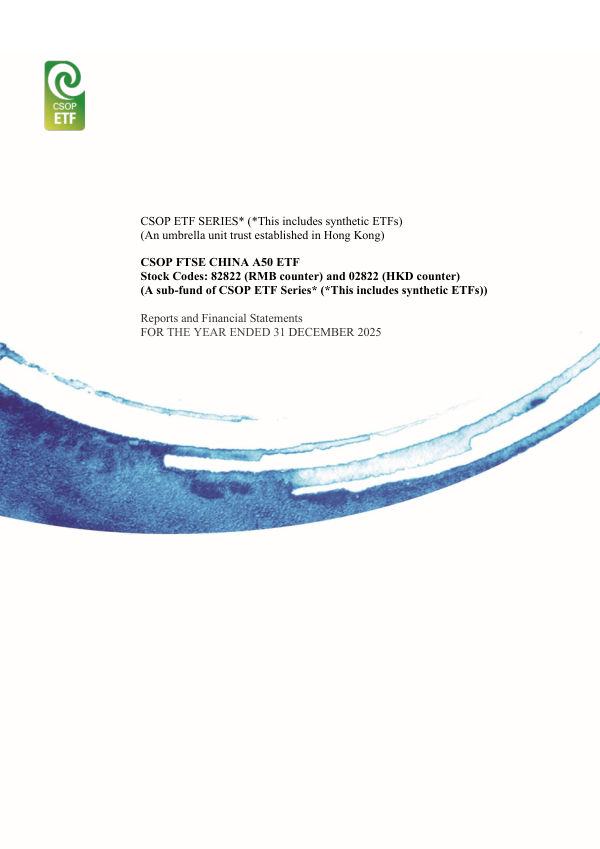 CSOP
ETF
CSOP ETF SERIES* (*This includes synthetic ETFs)
(An umbrella unit trust established in Hong Kong)
CSOP FTSE CHINA A50 ETF
Stock Codes: 82822 (RMB counter) and 02822 (HKD counter)
(A sub-fund of CSOP ETF Series* (*This includes synthetic ETFs))
Reports and Financial Statements
FOR THE YEAR ENDED 31 DECEMBER 2025